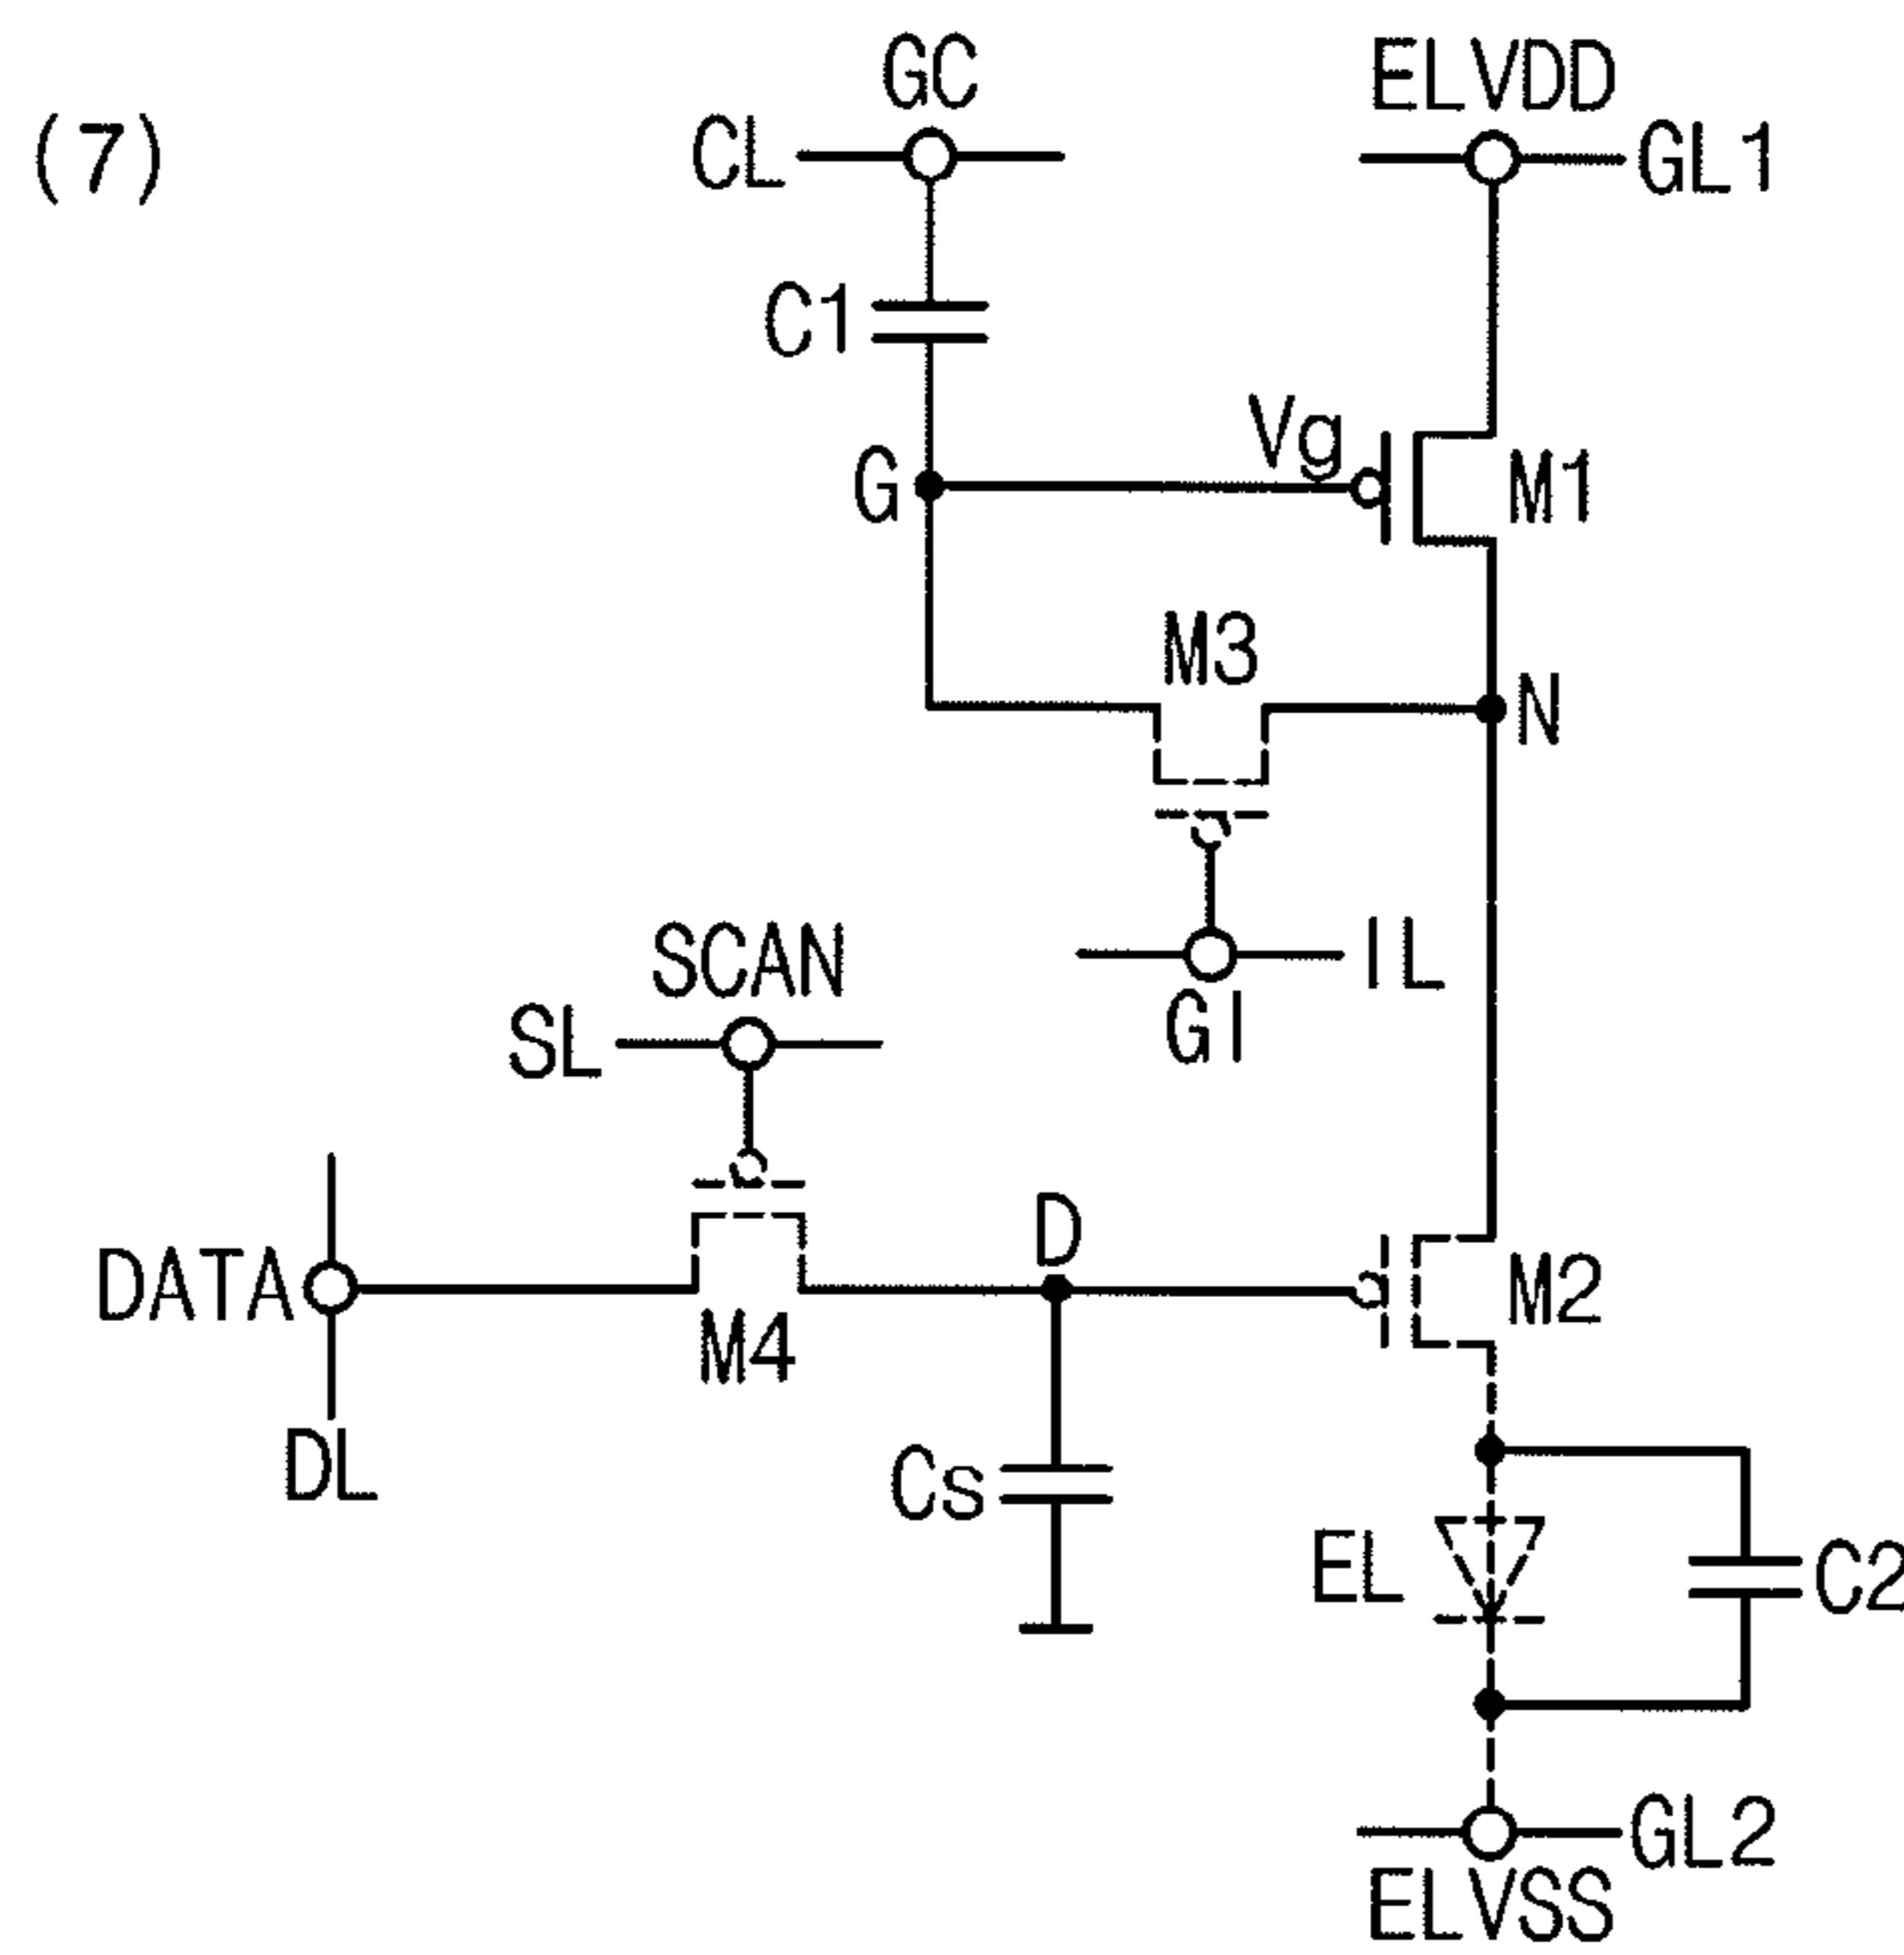 (7)
GC
ELVDD
CL
GL1
C1
Vg
G
M1
M3
N
SCAN
IL
SL
GI
D
DATA
M2
M4
DL
Cs
EL
C2
GL2
ELVSS